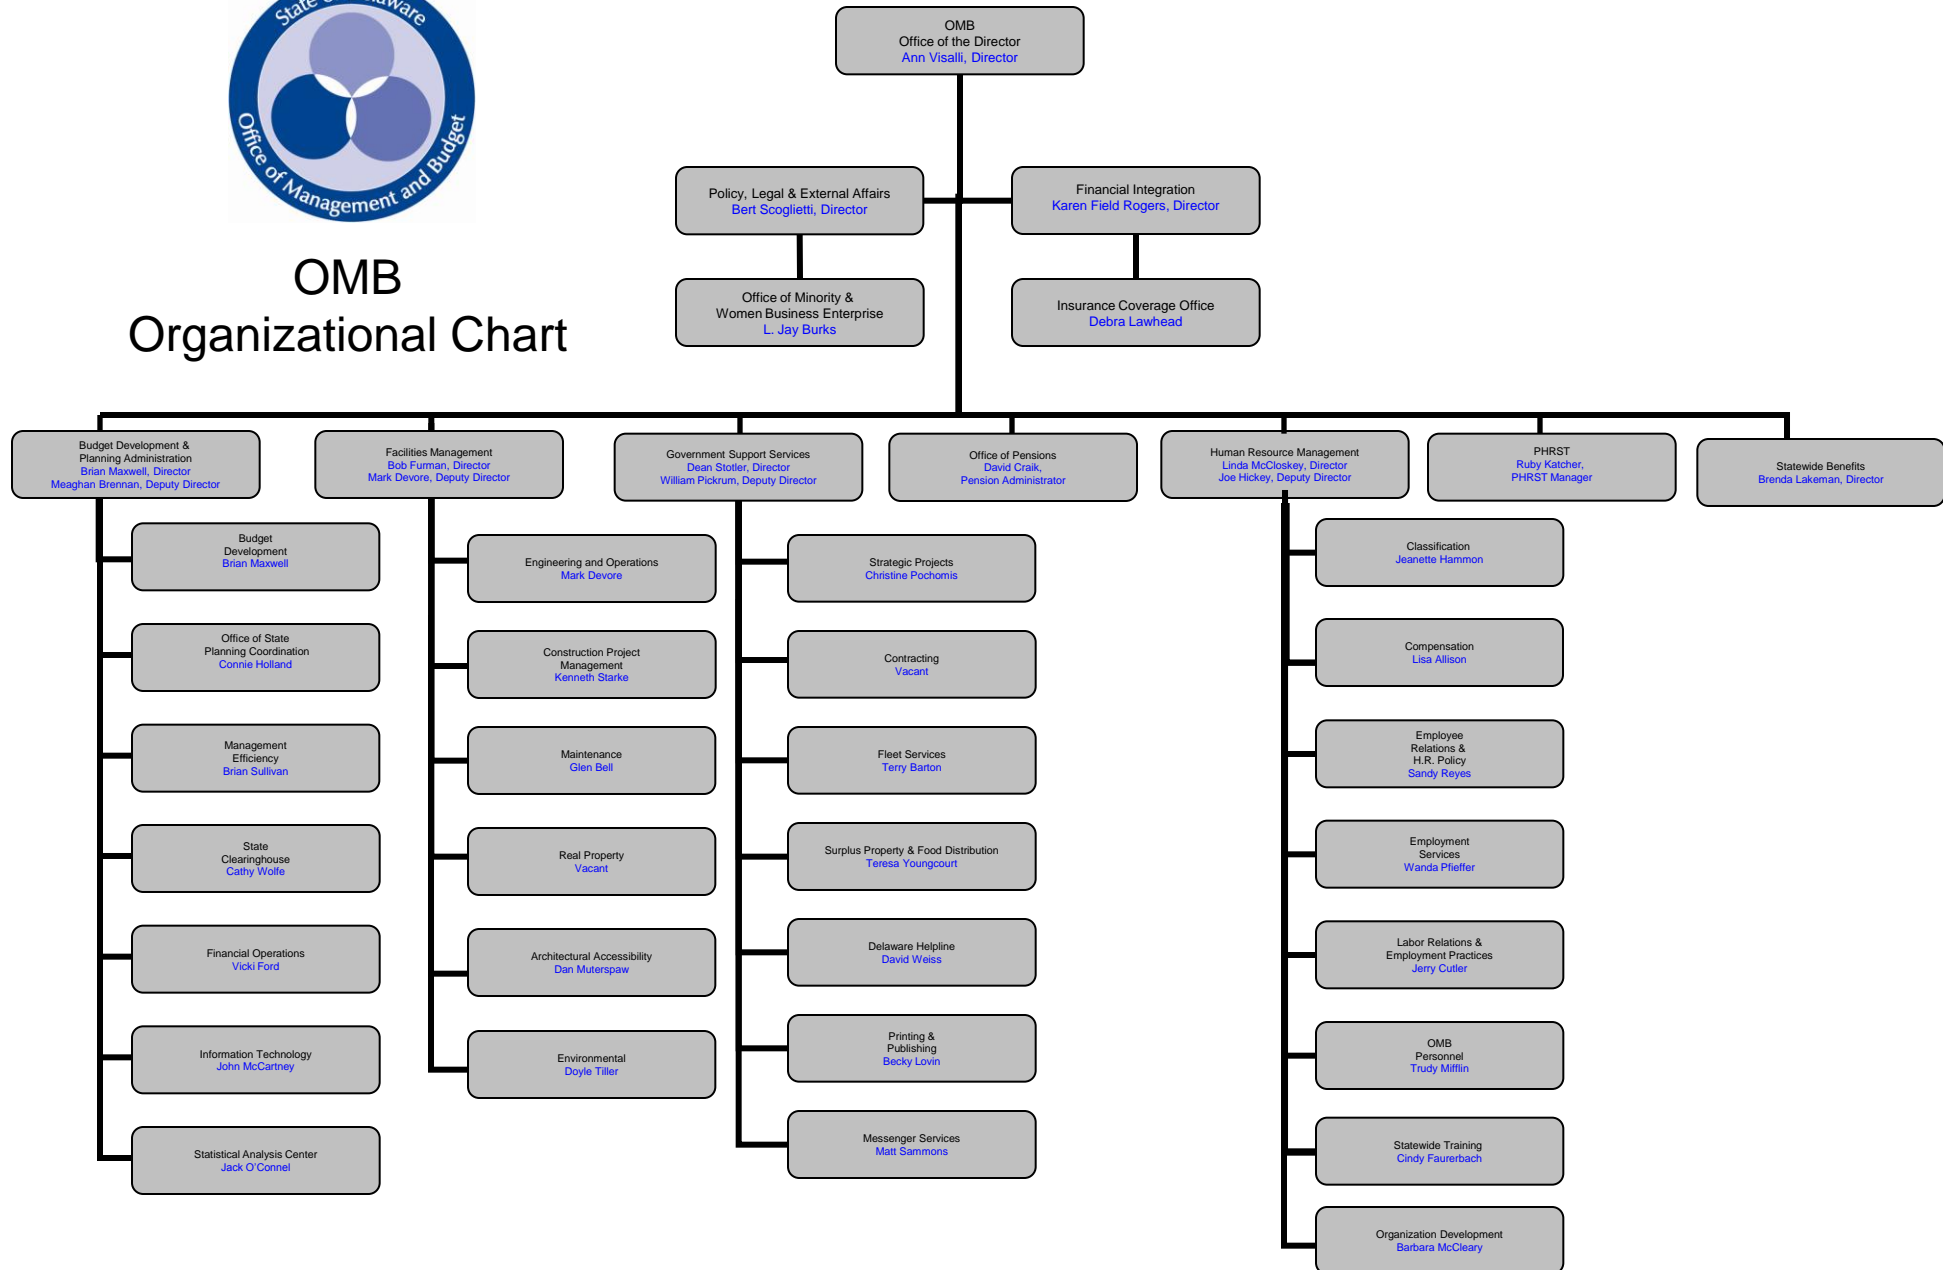 State of Delaware
Office of Management and Budget
OMB
Organizational Chart
OMB
Office of the Director
Ann Visalli, Director
Policy, Legal & External Affairs
Bert Scoglietti, Director
Financial Integration
Karen Field Rogers, Director
Office of Minority &
Women Business Enterprise
L. Jay Burks
Insurance Coverage Office
Debra Lawhead
Budget Development &
Planning Administration
Brian Maxwell, Director
Meaghan Brennan, Deputy Director
Facilities Management
Bob Furman, Director
Mark Devore, Deputy Director
Government Support Services
Dean Stotler, Director
William Pickrum, Deputy Director
Office of Pensions
David Craik,
Pension Administrator
Human Resource Management
Linda McCloskey, Director
Joe Hickey, Deputy Director
PHRST
Ruby Katcher,
PHRST Manager
Statewide Benefits
Brenda Lakeman, Director
Budget
Development
Brian Maxwell
Office of State
Planning Coordination
Connie Holland
Management
Efficiency
Brian Sullivan
State
Clearinghouse
Cathy Wolfe
Financial Operations
Vicki Ford
Information Technology
John McCartney
Statistical Analysis Center
Jack O'Connel
Engineering and Operations
Mark Devore
Construction Project
Management
Kenneth Starke
Maintenance
Glen Bell
Real Property
Vacant
Architectural Accessibility
Dan Muterspaw
Environmental
Doyle Tiller
Strategic Projects
Christine Pochomis
Contracting
Vacant
Fleet Services
Terry Barton
Surplus Property & Food Distribution
Teresa Youngcourt
Delaware Helpline
David Weiss
Printing &
Publishing
Becky Lovin
Messenger Services
Matt Sammons
Classification
Jeanette Hammon
Compensation
Lisa Allison
Employee
Relations &
H.R. Policy
Sandy Reyes
Employment
Services
Wanda Pfieffer
Labor Relations &
Employment Practices
Jerry Cutler
OMB
Personnel
Trudy Mifflin
Statewide Training
Cindy Faurerbach
Organization Development
Barbara McCleary